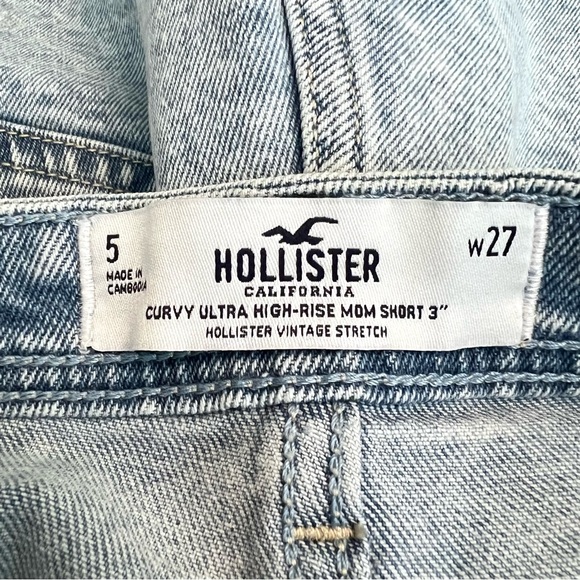 5
MADE IN
CAMBODIA
HOLLISTER
CALIFORNIA
W27
CURVY ULTRA HIGH-RISE MOM SHORT 3"
HOLLISTER VINTAGE STRETCH